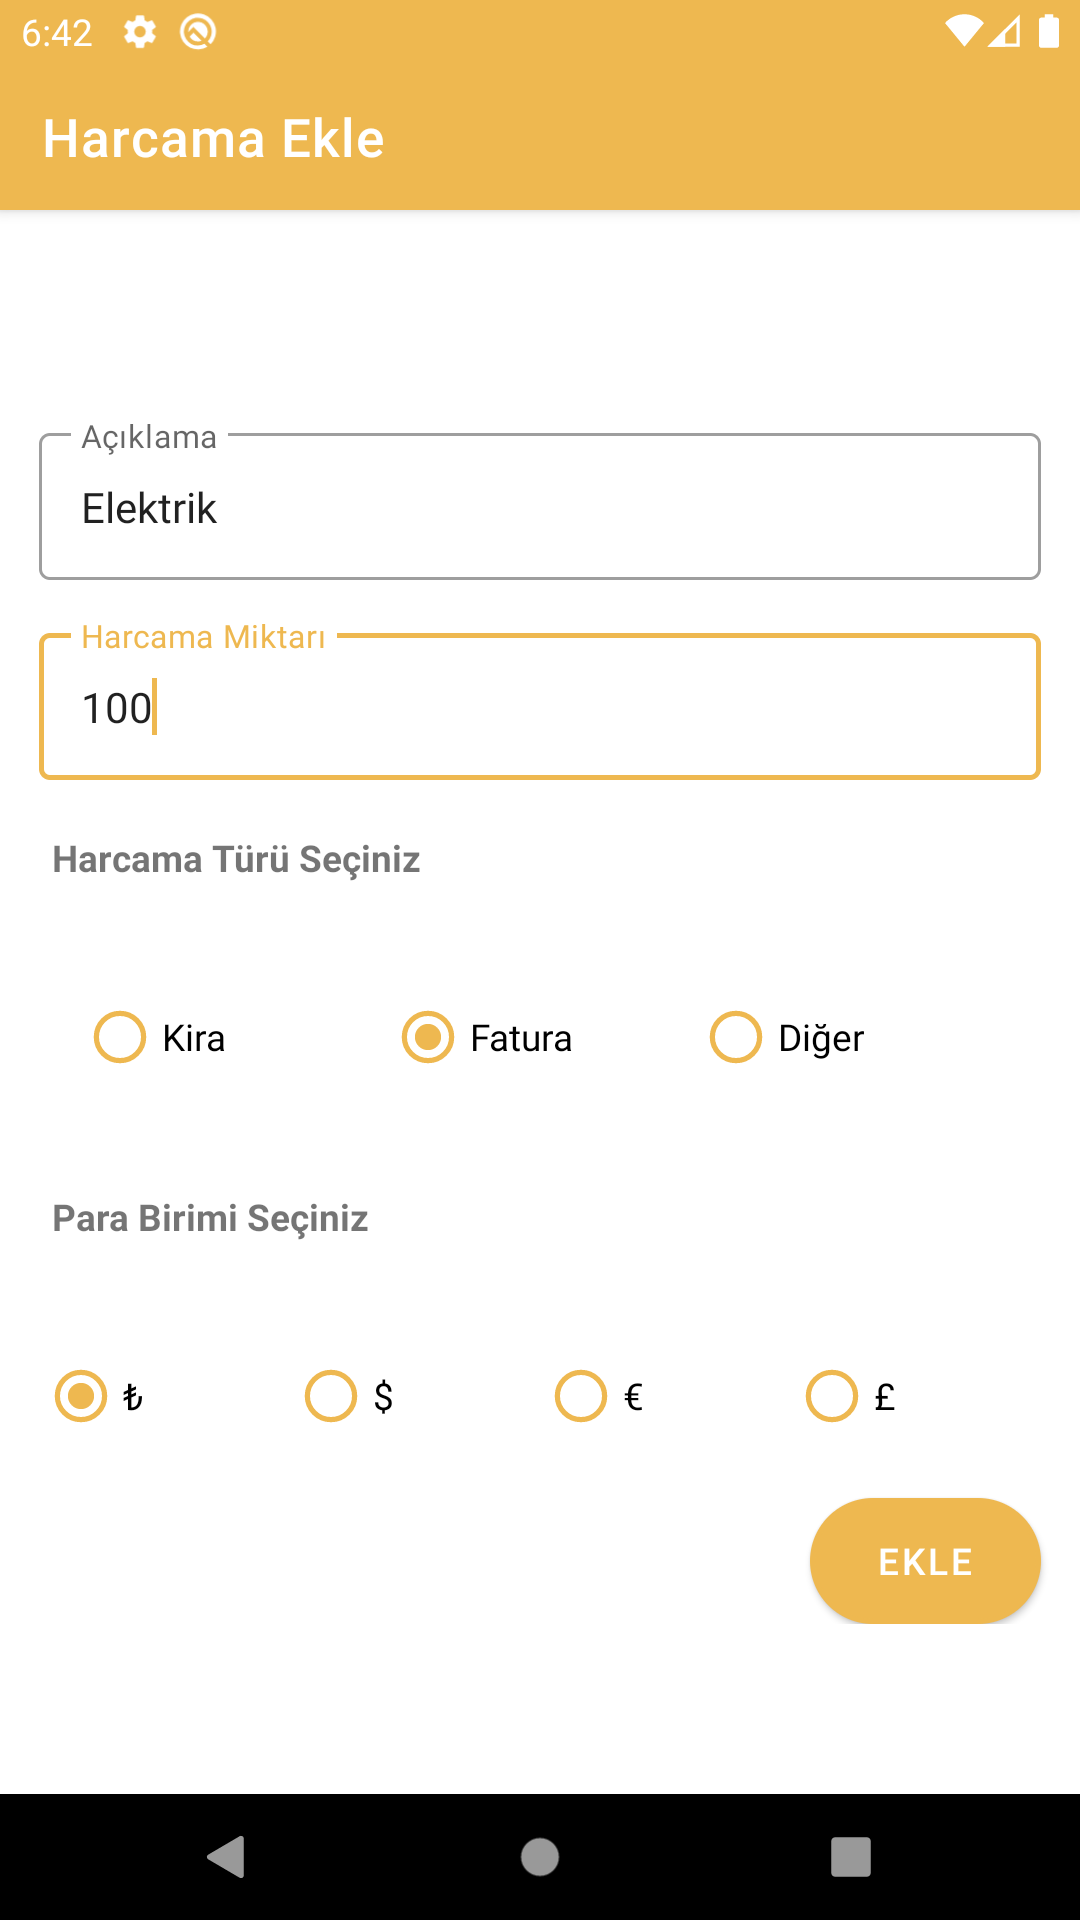 6:42
Harcama Ekle
Açıklama
Elektrik
Harcama Miktarı
100
Harcama Türü Seçiniz
Kira Fatura Diğer
Para Birimi Seçiniz
₺ $ € £
EKLE